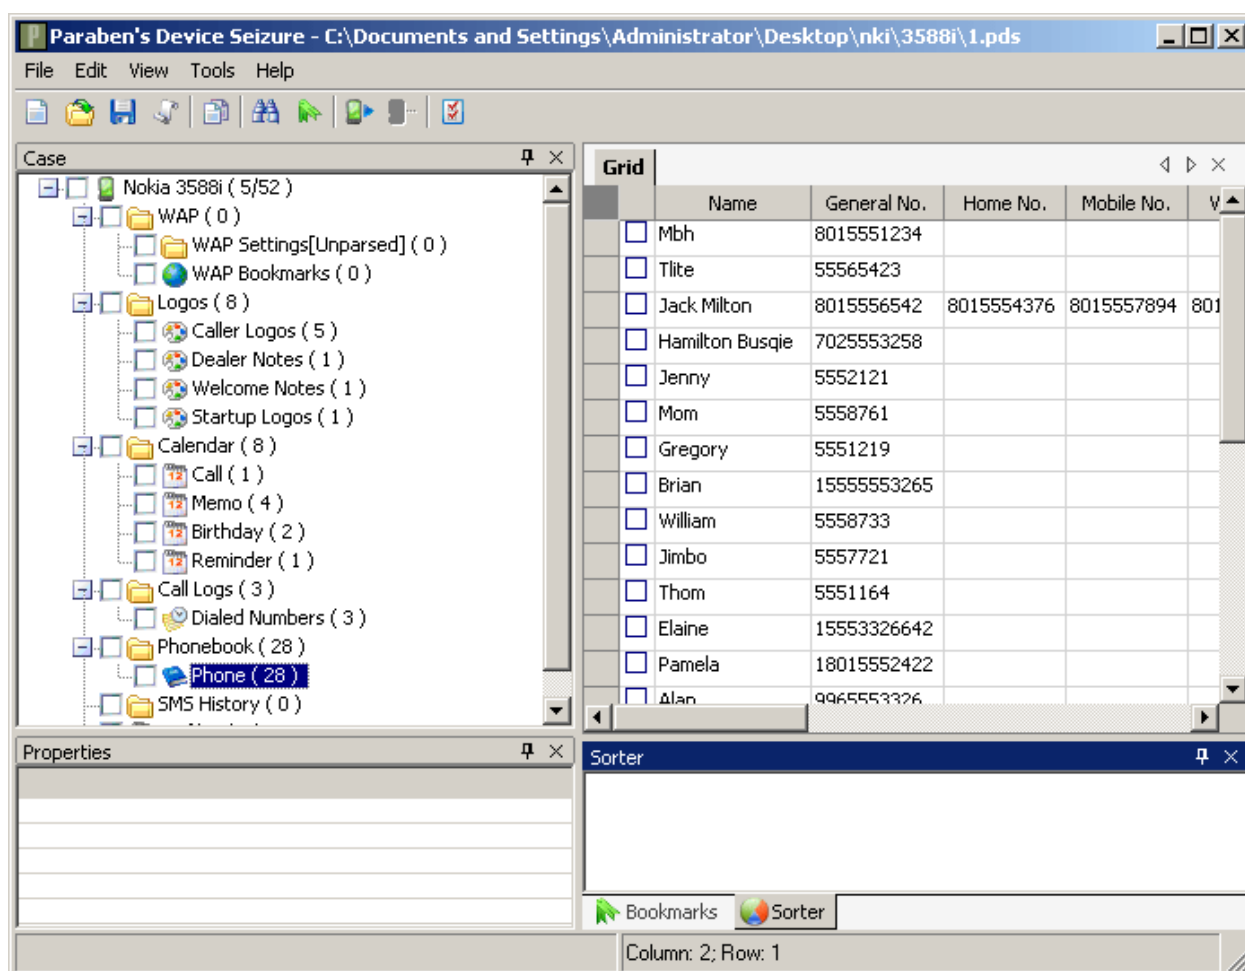 Paraben's Device Seizure - C:\Documents and Settings\Administrator\Desktop\nki\3588i\1.pds
File Edit View Tools Help
Case
Nokia 3588i ( 5/52 )
WAP ( 0 )
WAP Settings[Unparsed] ( 0 )
WAP Bookmarks ( 0 )
Logos ( 8 )
Caller Logos ( 5 )
Dealer Notes ( 1 )
Welcome Notes ( 1 )
Startup Logos ( 1 )
Calendar ( 8 )
Call ( 1 )
Memo ( 4 )
Birthday ( 2 )
Reminder ( 1 )
Call Logs ( 3 )
Dialed Numbers ( 3 )
Phonebook ( 28 )
Phone ( 28 )
SMS History ( 0 )
Grid
Name General No. Home No. Mobile No.
Mbh 8015551234
Tlite 55565423
Jack Milton 8015556542 8015554376 8015557894 801
Hamilton Busqie 7025553258
Jenny 5552121
Mom 5558761
Gregory 5551219
Brian 15555553265
William 5558733
Jimbo 5557721
Thom 5551164
Elaine 15553326642
Pamela 18015552422
Alan 9965553326
Properties
Sorter
Bookmarks Sorter
Column: 2; Row: 1